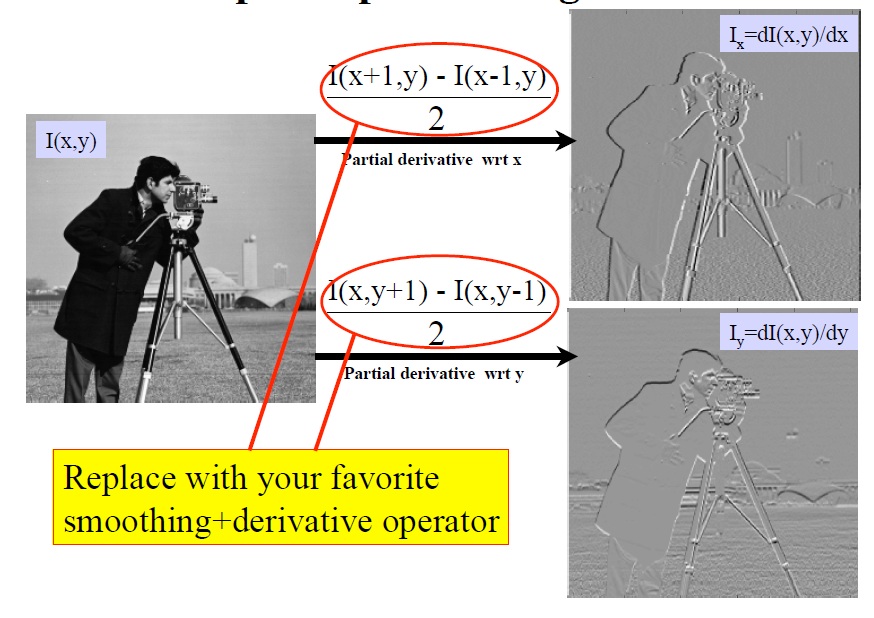 I(x,y)
I(x+1,y) - I(x-1,y)
2
Partial derivative wrt x
Ix=dI(x,y)/dx
I(x,y+1) - I(x,y-1)
2
Partial derivative wrt y
Iy=dI(x,y)/dy
Replace with your favorite
smoothing+derivative operator